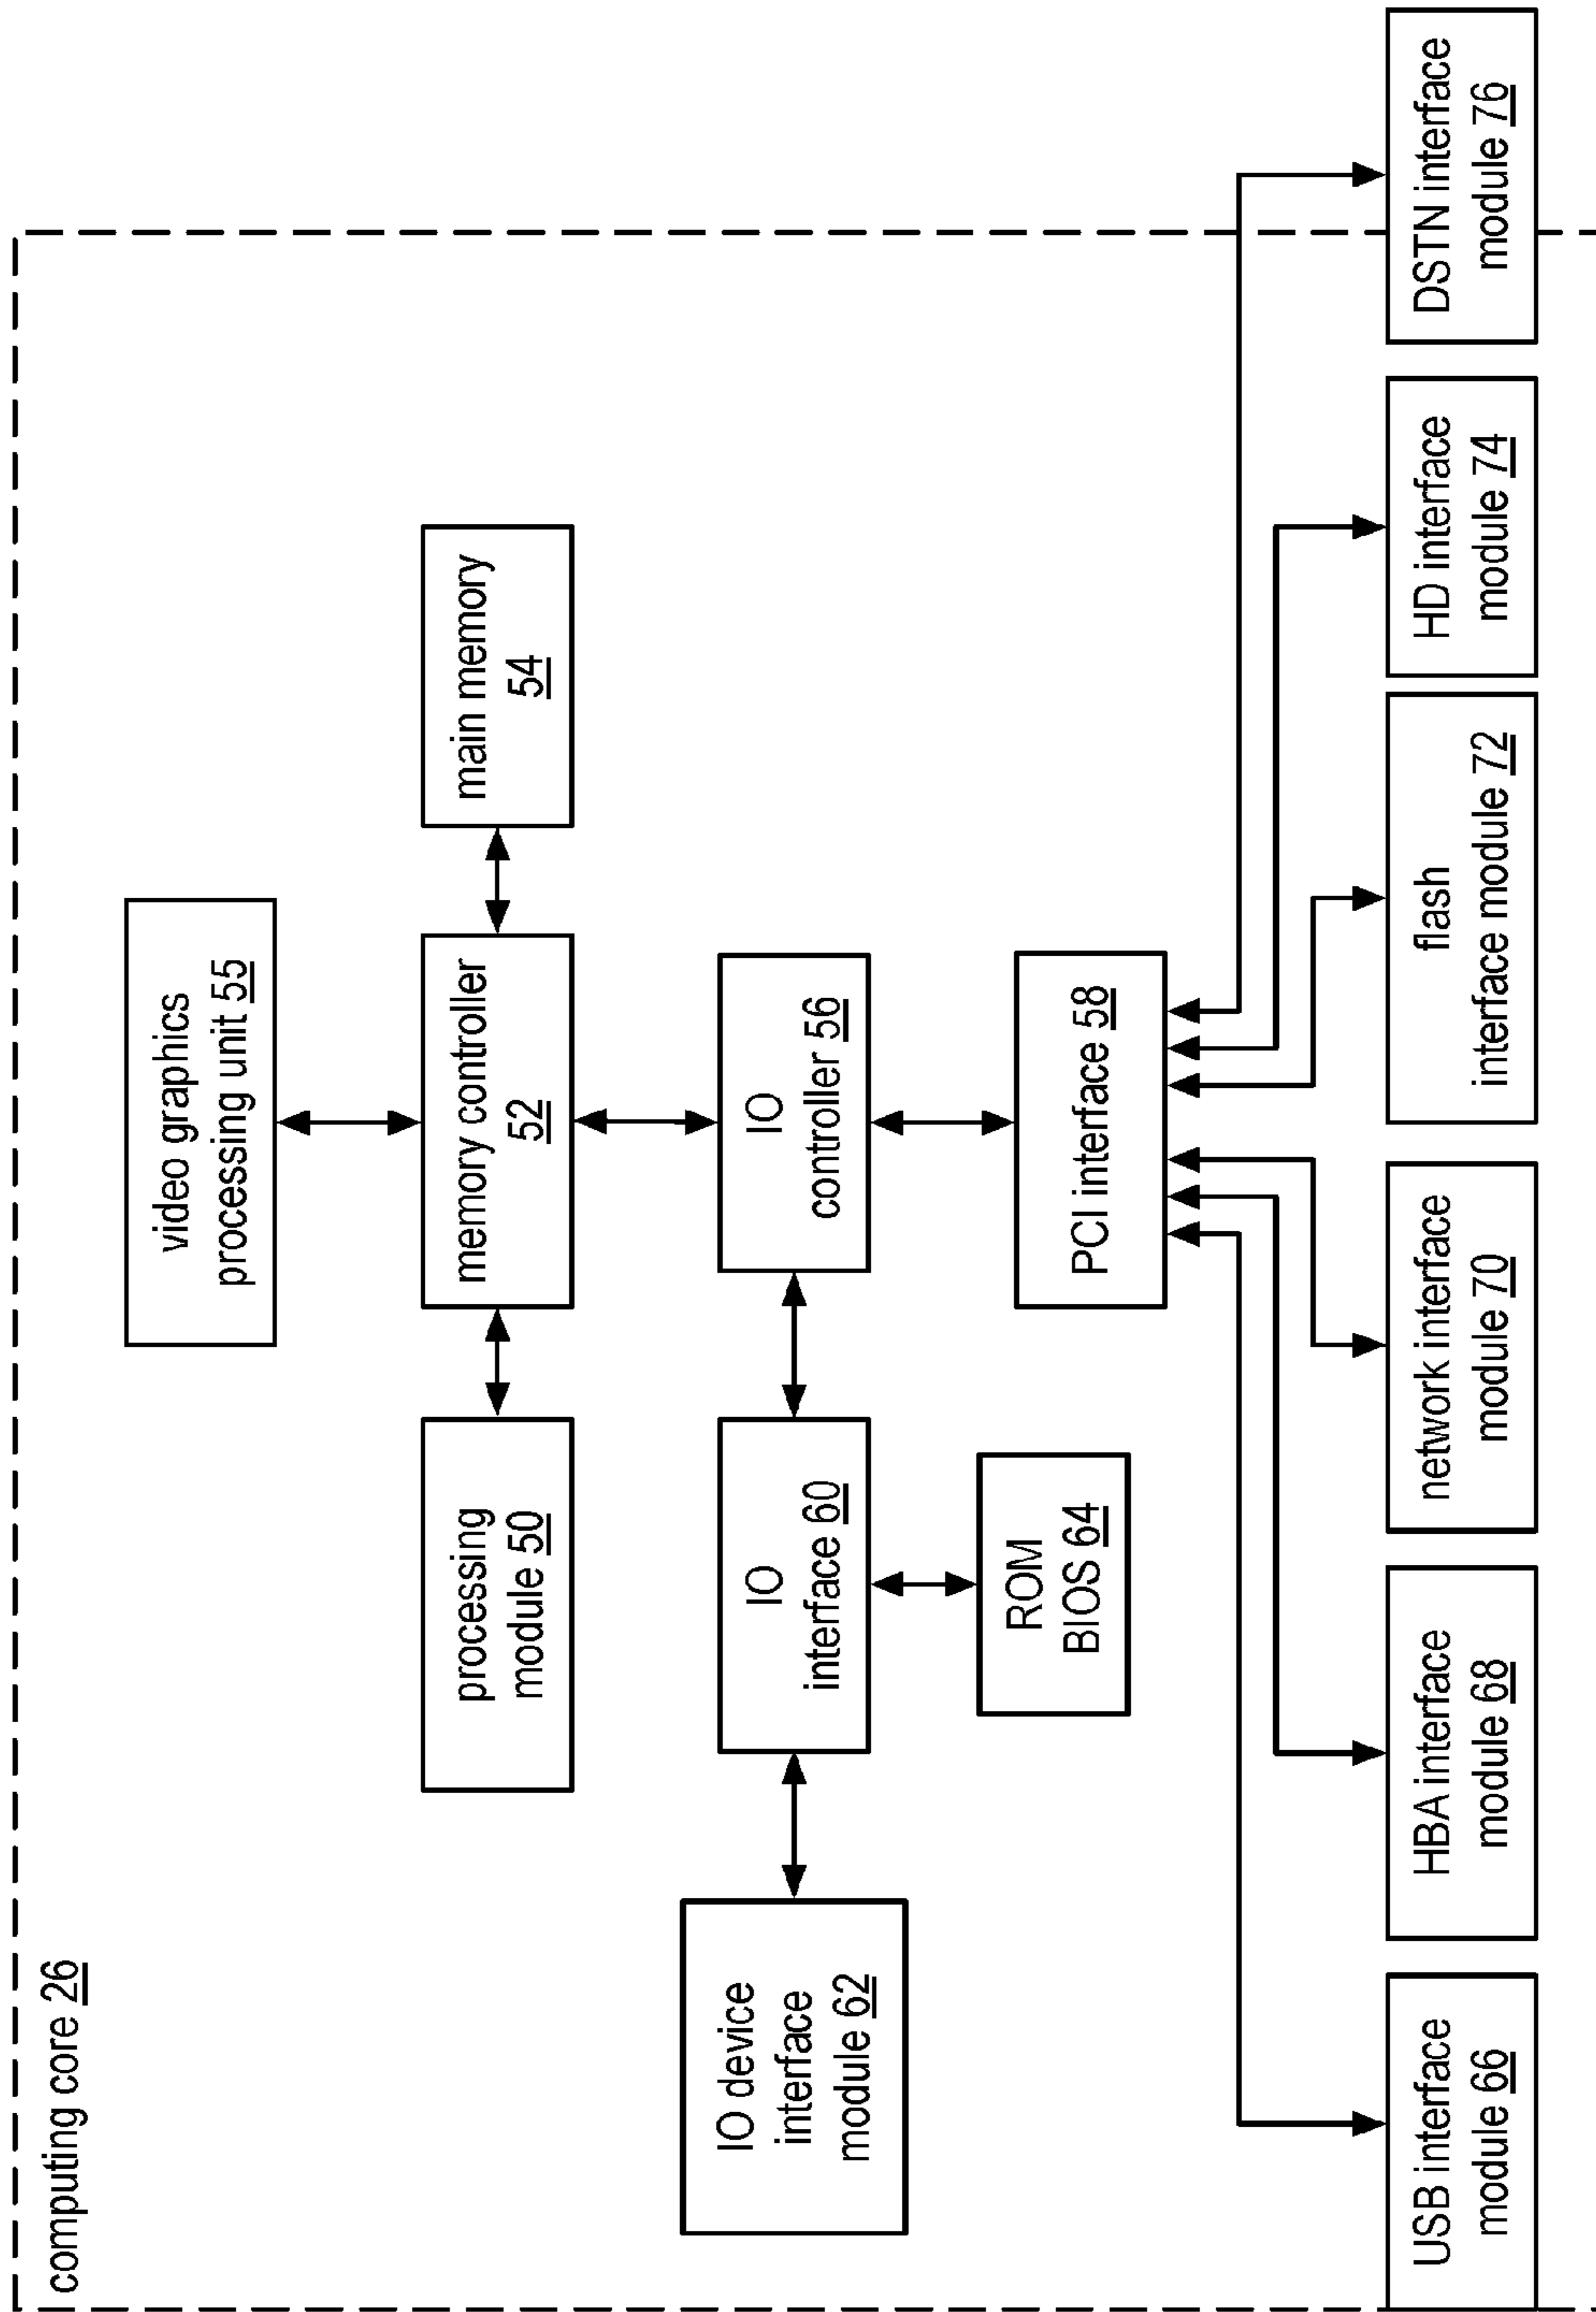 computing core 26
video graphics
processing unit 55
processing
module 50
memory controller
52
main memory
54
IO device
interface
module 62
IO
interface 60
IO
controller 56
ROM
BIOS 64
PCI interface 58
USB interface
module 66
HBA interface
module 68
network interface
module 70
flash
interface module 72
HD interface
module 74
DSTN interface
module 76